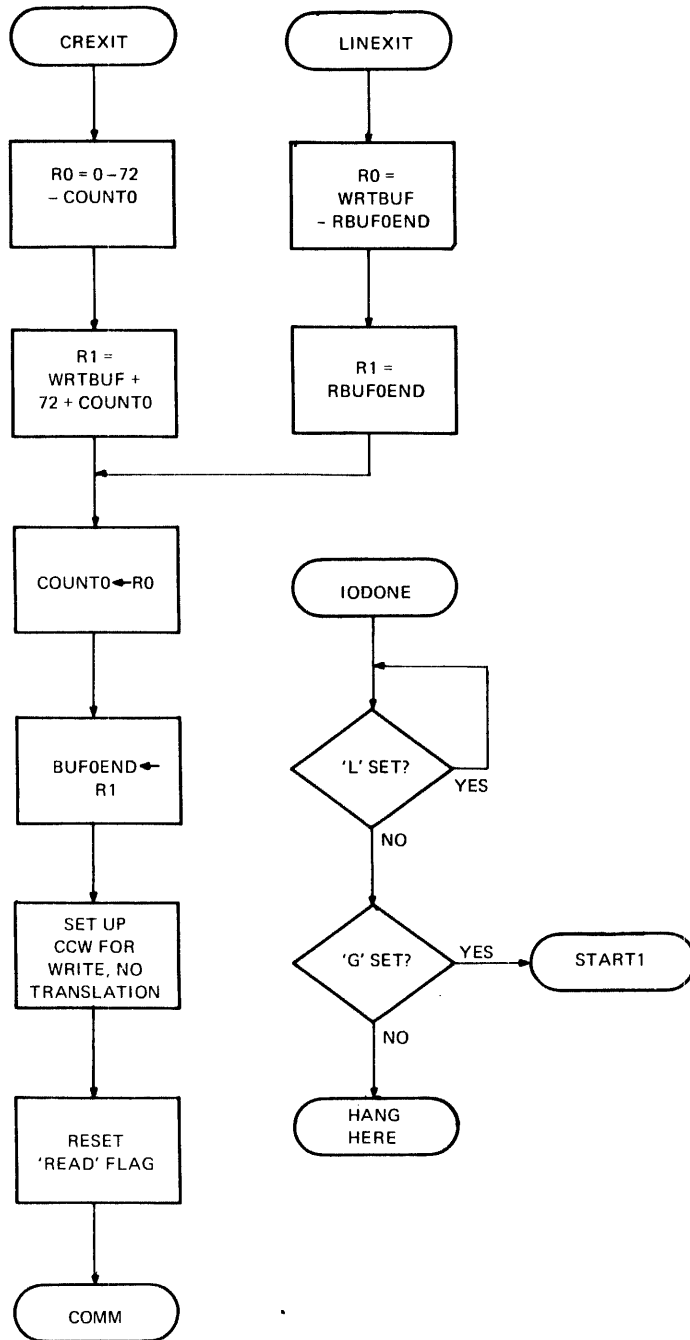 CREXIT
R0 = 0 – 72
– COUNT0
R1 =
WRTBUF +
72 + COUNT0
COUNT0←R0
BUF0END←
R1
SET UP
CCW FOR
WRITE, NO
TRANSLATION
RESET
'READ' FLAG
COMM
LINEXIT
R0 =
WRTBUF
– RBUF0END
R1 =
RBUF0END
IODONE
'L' SET?
YES
NO
'G' SET?
YES
START1
NO
HANG
HERE